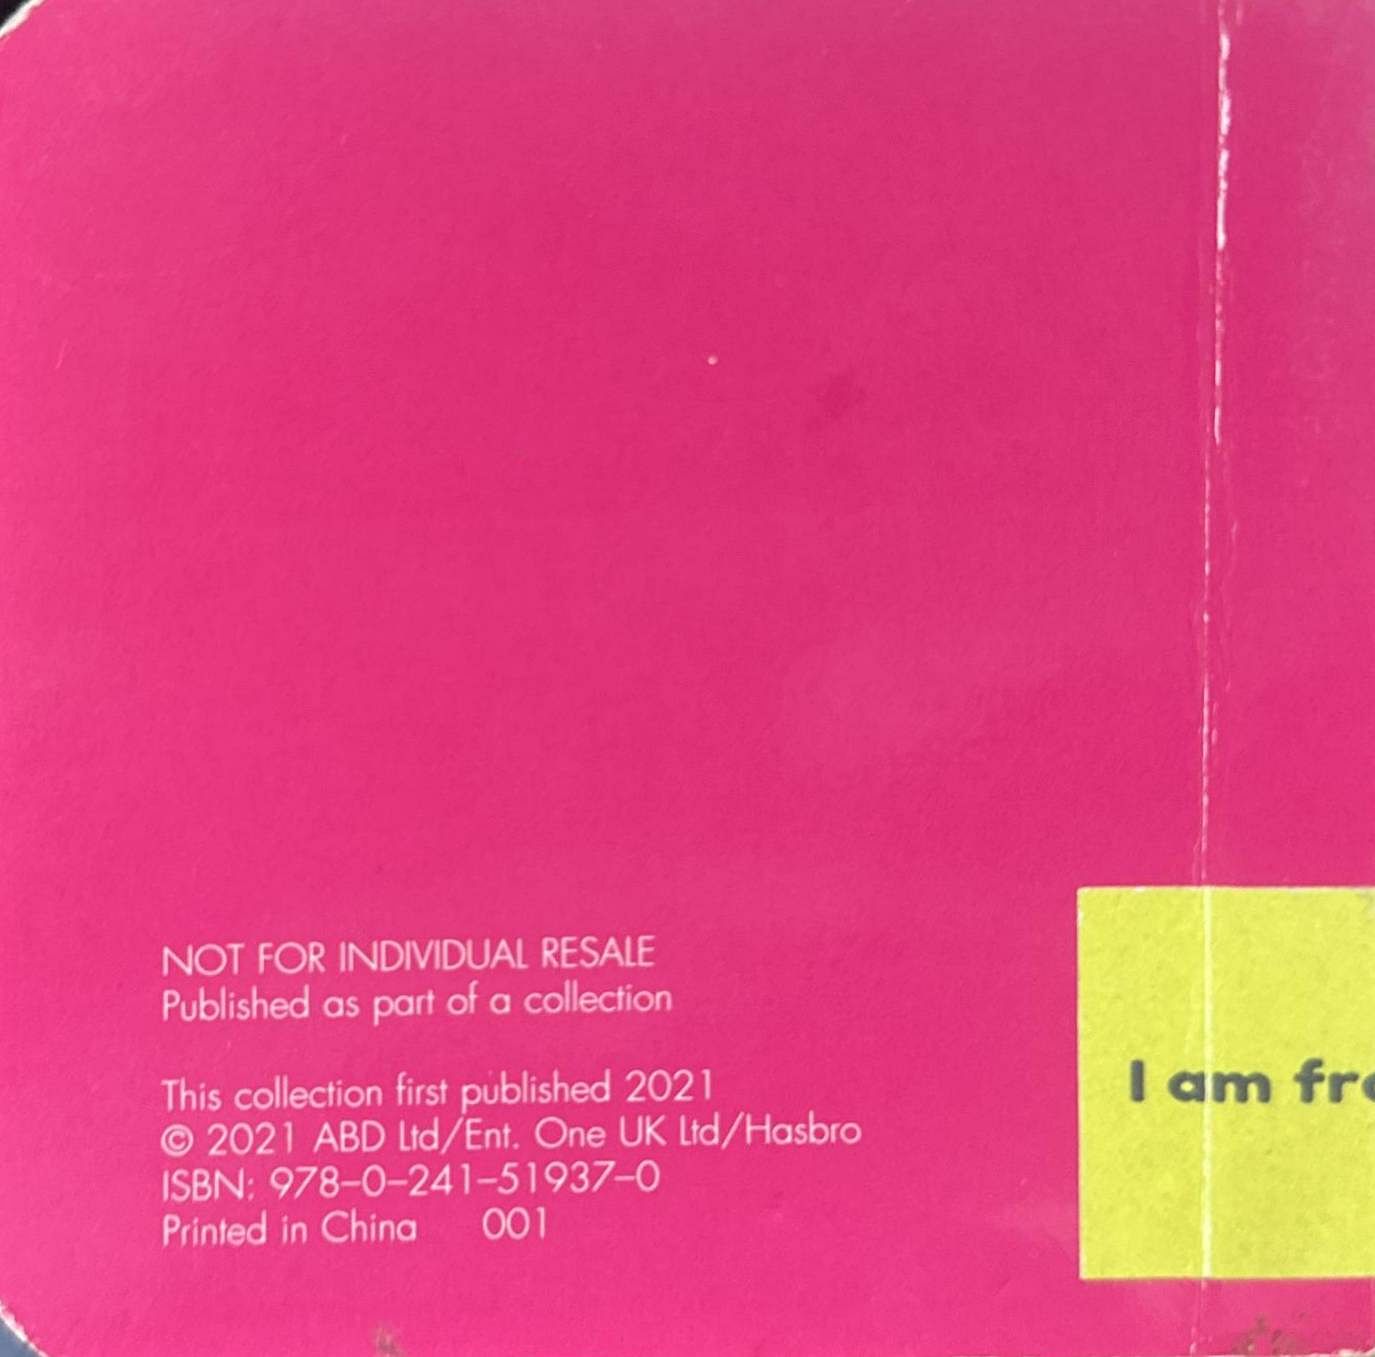 NOT FOR INDIVIDUAL RESALE
Published as part of a collection
This collection first published 2021
© 2021 ABD Ltd/Ent. One UK Ltd/Hasbro
ISBN: 978-0-241-51937-0
Printed in China 001
I am